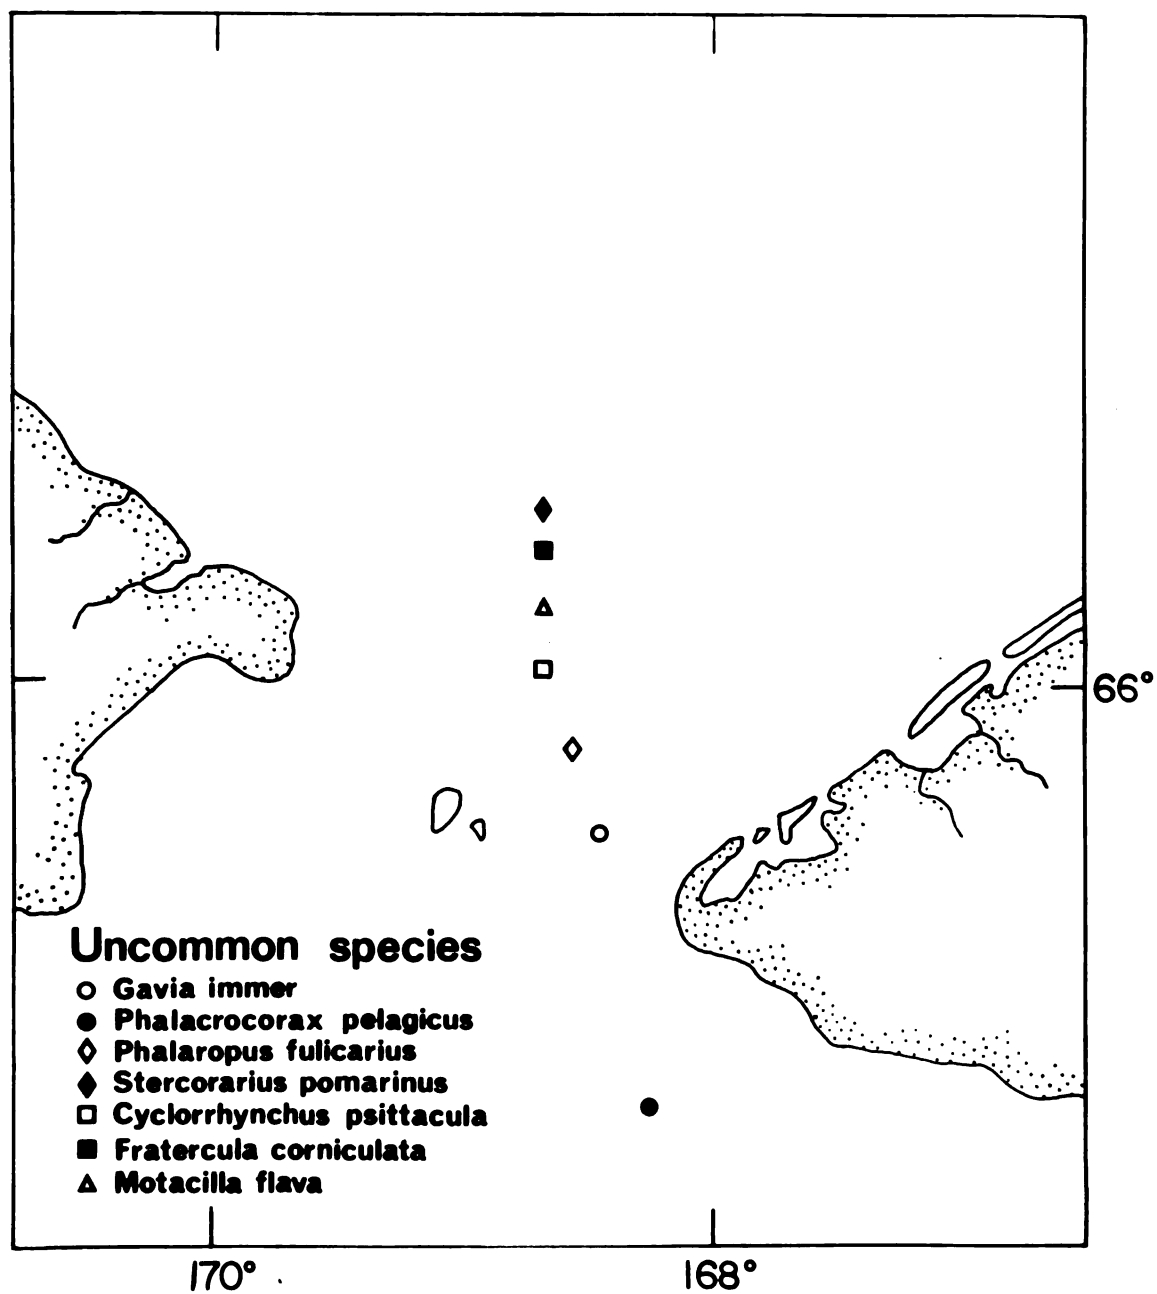 66°
Uncommon species
Gavia immer
Phalacrocorax pelagicus
Phalaropus fulicarius
Stercorarius pomarinus
Cyclorrhynchus psittacula
Fratercula corniculata
Motacilla flava
170° 168°